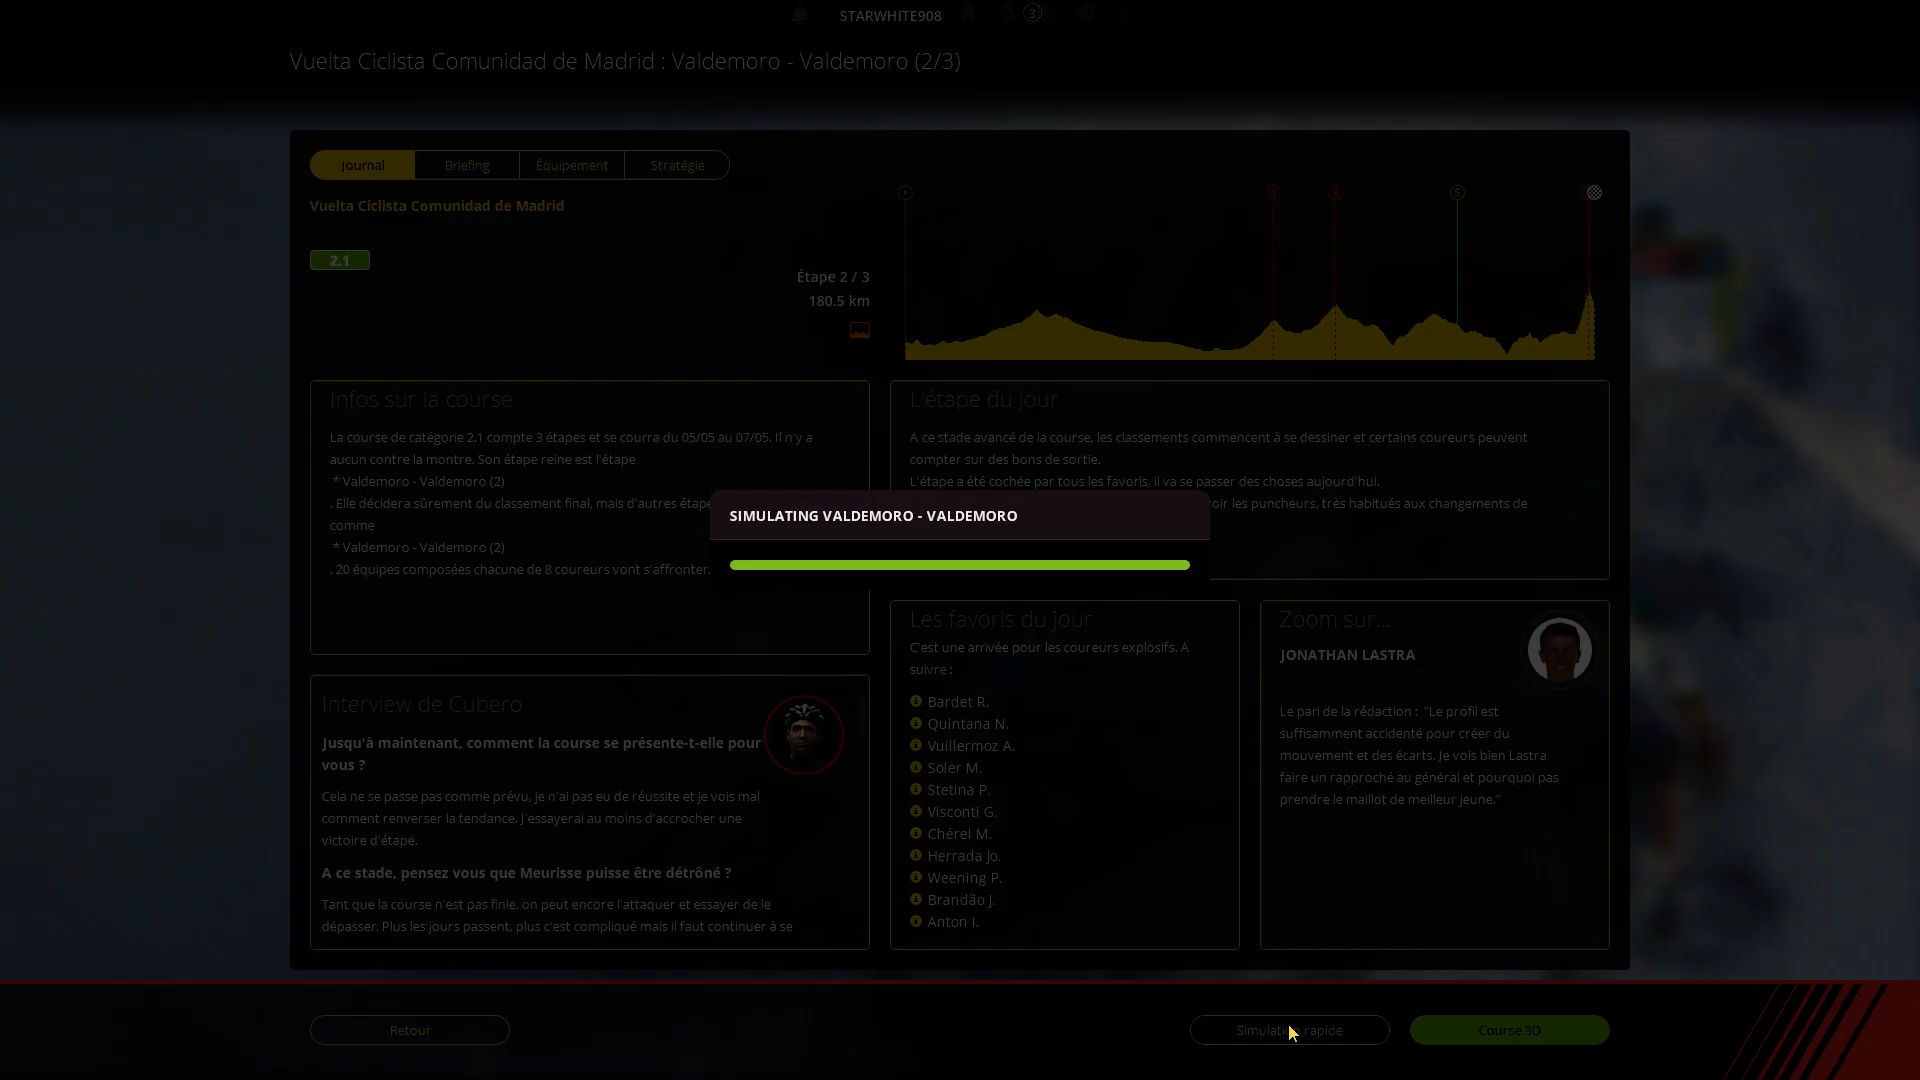 STARWHITE908
3
Vuelta Ciclista Comunidad de Madrid : Valdemoro - Valdemoro (2/3)
Journal
Briefing
Équipement
Stratégie
Vuelta Ciclista Comunidad de Madrid
2.1
Étape 2 / 3
180.5 km
S
Infos sur la course
La course de catégorie 2.1 compte 3 étapes et se courra du 05/05 au 07/05. Il n'y a
aucun contre la montre. Son étape reine est l'étape
* Valdemoro - Valdemoro (2)
. Elle décidera sûrement du classement final, mais d'autres étape
comme
* Valdemoro - Valdemoro (2)
. 20 équipes composées chacune de 8 coureurs vont s'affronter.
L'étape du jour
A ce stade avancé de la course, les classements commencent à se dessiner et certains coureurs peuvent
compter sur des bons de sortie.
L'étape a été cochée par tous les favoris, il va se passer des choses aujourd'hui.
voir les puncheurs, très habitués aux changements de
SIMULATING VALDEMORO - VALDEMORO
Interview de Cubero
Jusqu'à maintenant, comment la course se présente-t-elle pour
vous ?
Cela ne se passe pas comme prévu, je n'ai pas eu de réussite et je vois mal
comment renverser la tendance. J'essayerai au moins d'accrocher une
victoire d'étape.
A ce stade, pensez vous que Meurisse puisse être détrôné ?
Tant que la course n'est pas finie, on peut encore l'attaquer et essayer de le
dépasser. Plus les jours passent, plus c'est compliqué mais il faut continuer à se
Les favoris du jour
C'est une arrivée pour les coureurs explosifs. A
suivre :
Bardet R.
Quintana N.
Vuillermoz A.
Soler M.
Stetina P.
Visconti G.
Chérel M.
Herrada Jo.
Weening P.
Brandão J.
Anton I.
Zoom sur...
JONATHAN LASTRA
Le pari de la rédaction : "Le profil est
suffisamment accidenté pour créer du
mouvement et des écarts. Je vois bien Lastra
faire un rapproché au général et pourquoi pas
prendre le maillot de meilleur jeune."
Retour
Simulation rapide
Course 3D